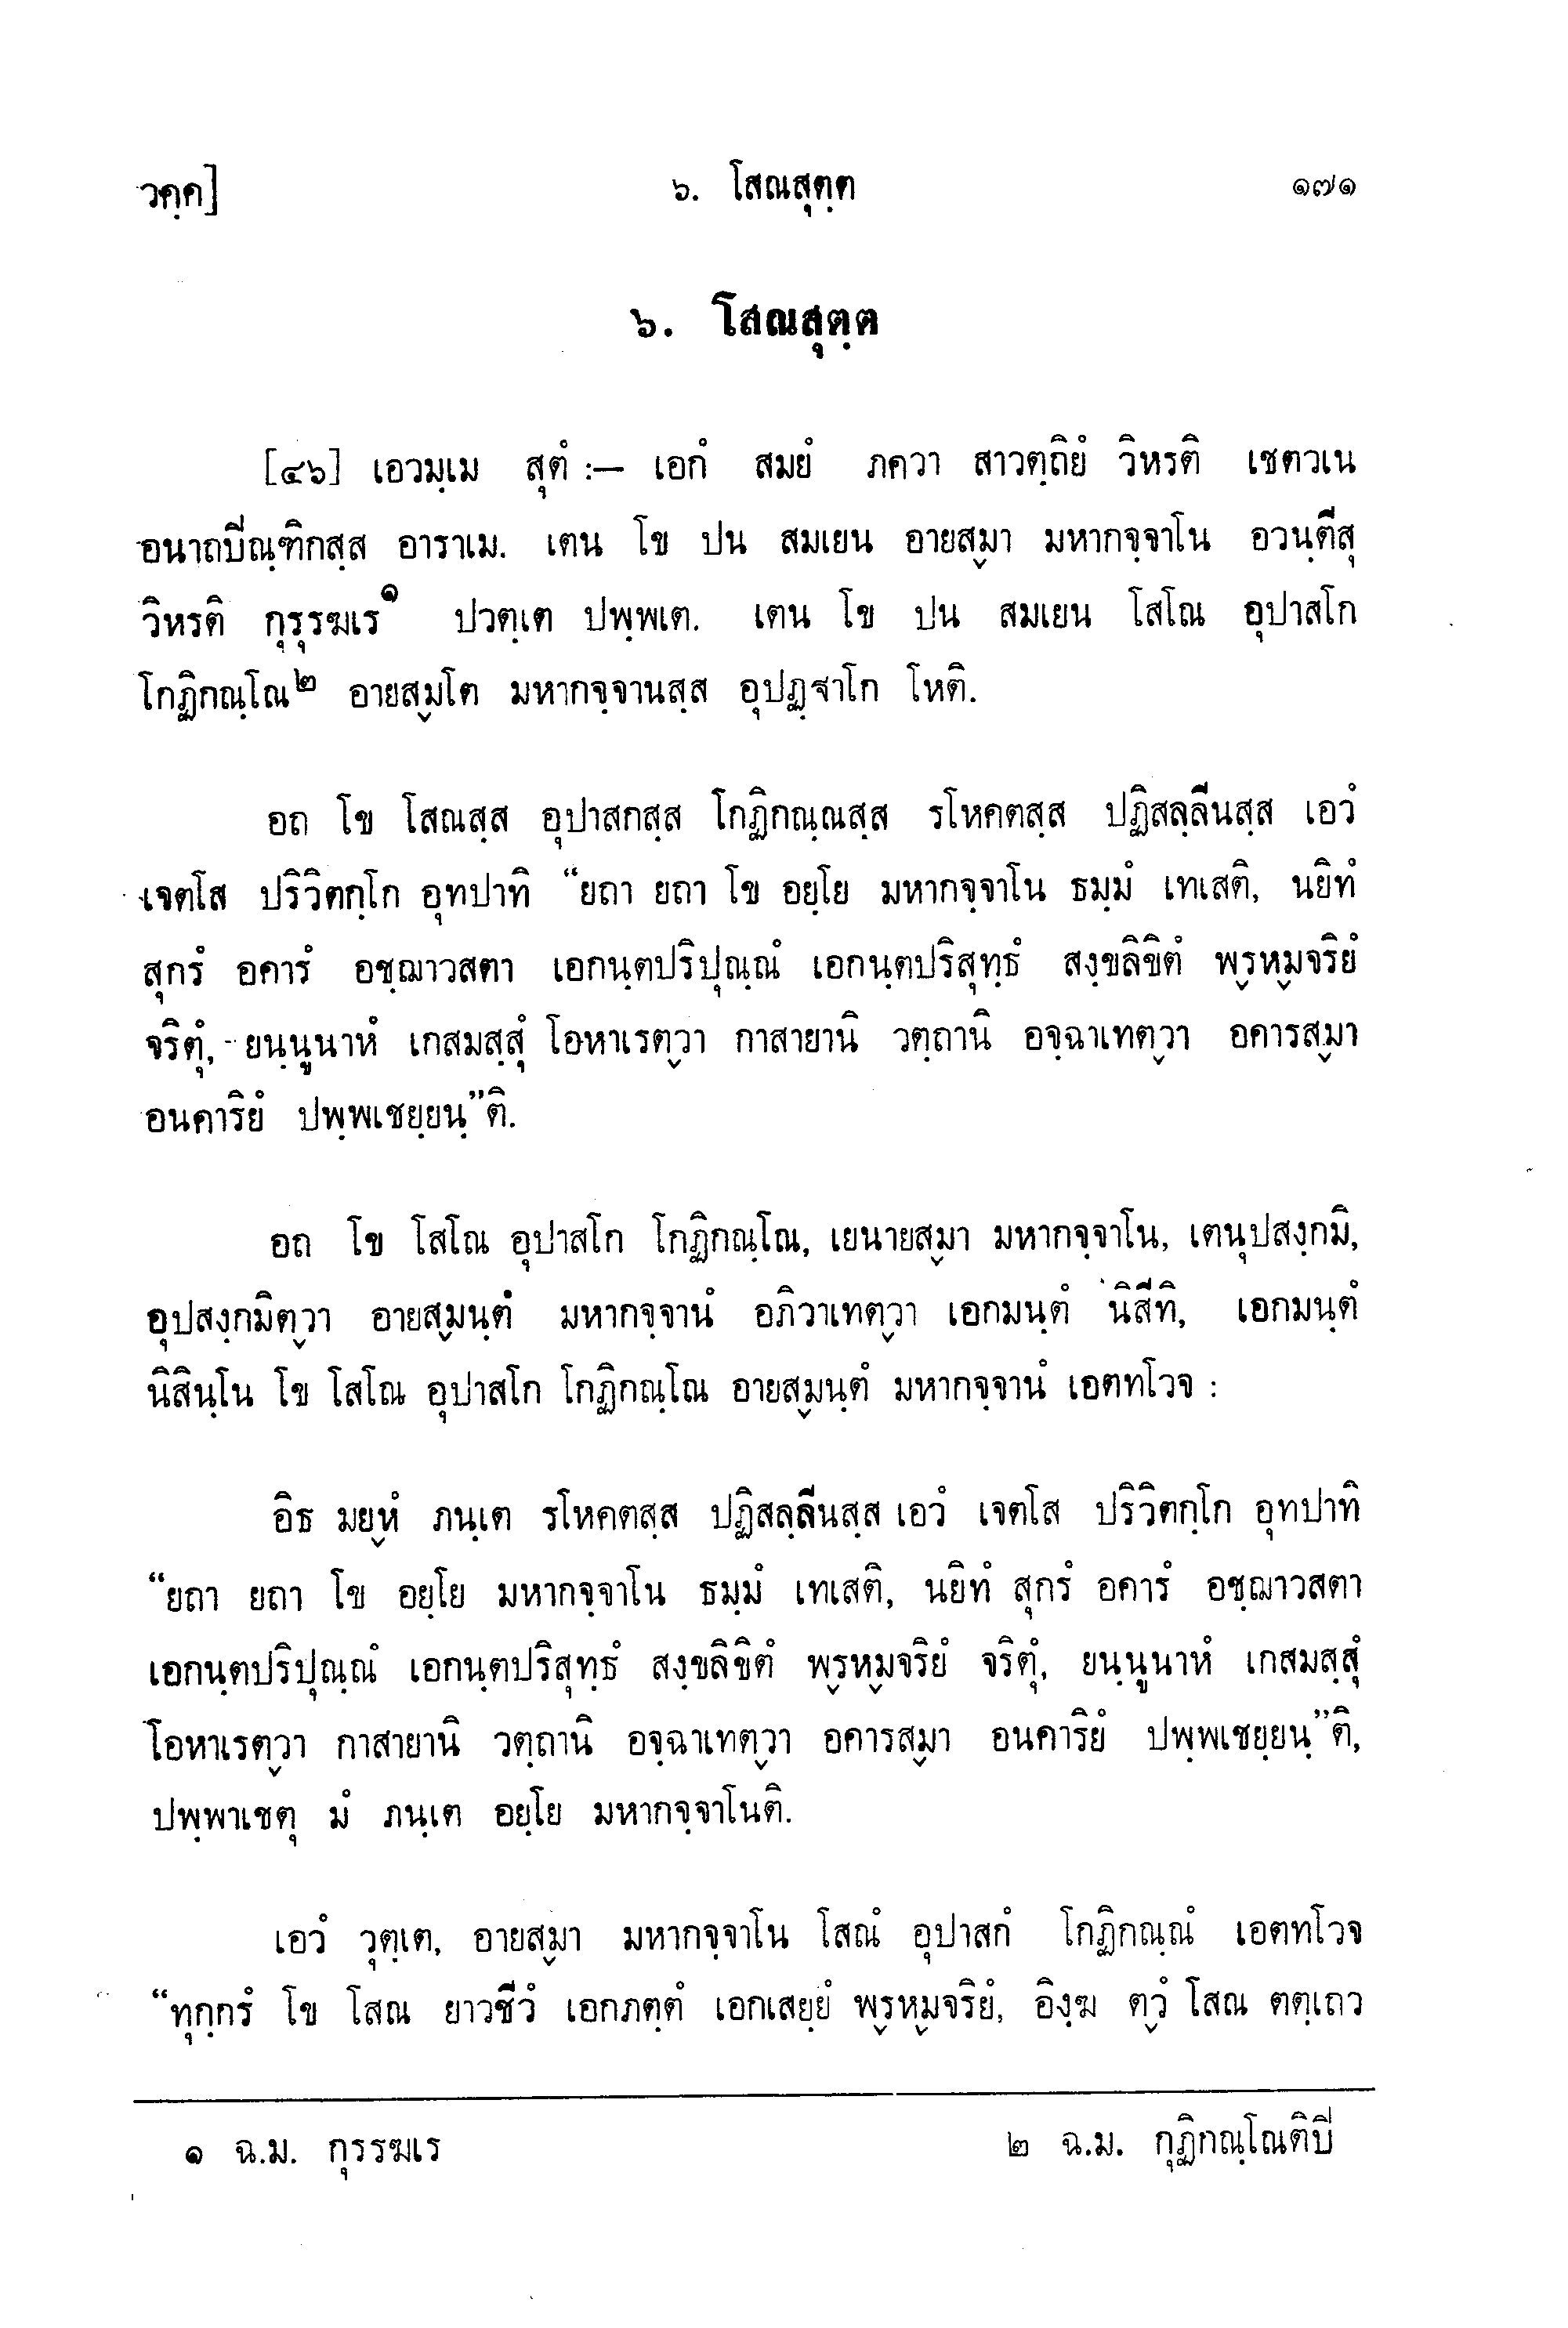 วคฺค]
๖. โสณสุตฺต
๑๗๑
๖. โสณสุตฺต
[๔๖] เอวมฺเม สุตํ :— เอกํ สมยํ ภควา สาวตฺถิยํ วิหรติ เชตวเน
อนาถบีณฺฑิกสฺส อาราเม. เตน โข ปน สมเยน อายสฺมา มหากจฺจาโน อวนฺตีสุ
วิหรติ กุรุรฆเร๑ ปวตฺเต ปพฺพเต. เตน โข ปน สมเยน โสโณ อุปาสโก
โกฏิกณฺโณ๒ อายสฺมโต มหากจฺจานสฺส อุปฏฺฐาโก โหติ.
อถ โข โสณสฺส อุปาสกสฺส โกฏิกณฺณสฺส รโหคตสฺส ปฏิสลฺลีนสฺส เอวํ
เจตโส ปริวิตกฺโก อุทปาทิ “ยถา ยถา โข อยฺโย มหากจฺจาโน ธมฺมํ เทเสติ, นยิทํ
สุกรํ อคารํ อชฺฌาวสตา เอกนฺตปริปุณฺณํ เอกนฺตปริสุทฺธํ สงฺขลิขิตํ พฺรหฺมจริยํ
จริตุํ, ยนฺนูนาหํ เกสมสฺสุํ โอหาเรตฺวา กาสายานิ วตฺถานิ อจฺฉาเทตฺวา อคารสฺมา
อนคาริยํ ปพฺพเชยฺยนฺ”ติ.
อถ โข โสโณ อุปาสโก โกฏิกณฺโณ, เยนายสฺมา มหากจฺจาโน, เตนุปสงฺกมิ,
อุปสงฺกมิตฺวา อายสฺมนฺตํ มหากจฺจานํ อภิวาเทตฺวา เอกมนฺตํ นิสีทิ, เอกมนฺตํ
นิสินฺโน โข โสโณ อุปาสโก โกฏิกณฺโณ อายสฺมนฺตํ มหากจฺจานํ เอตทโวจ :
อิธ มยฺหํ ภนฺเต รโหคตสฺส ปฏิสลฺลีนสฺส เอวํ เจตโส ปริวิตกฺโก อุทปาทิ
“ยถา ยถา โข อยฺโย มหากจฺจาโน ธมฺมํ เทเสติ, นยิทํ สุกรํ อคารํ อชฺฌาวสตา
เอกนฺตปริปุณฺณํ เอกนฺตปริสุทฺธํ สงฺขลิขิตํ พฺรหฺมจริยํ จริตุํ, ยนฺนูนาหํ เกสมสฺสุํ
โอหาเรตฺวา กาสายานิ วตฺถานิ อจฺฉาเทตฺวา อคารสฺมา อนคาริยํ ปพฺพเชยฺยนฺ”ติ,
ปพฺพาเชตุ มํ ภนฺเต อยฺโย มหากจฺจาโนติ.
เอวํ วุตฺเต, อายสฺมา มหากจฺจาโน โสณํ อุปาสกํ โกฏิกณฺณํ เอตทโวจ
“ทุกฺกรํ โข โสณ ยาวชีวํ เอกภตฺตํ เอกเสยฺยํ พฺรหฺมจริยํ, อิงฺฆ ตฺวํ โสณ ตตฺเถว
๑ ฉ.ม. กุรรฆเร
๒ ฉ.ม. กุฏิกณฺโณติปิ